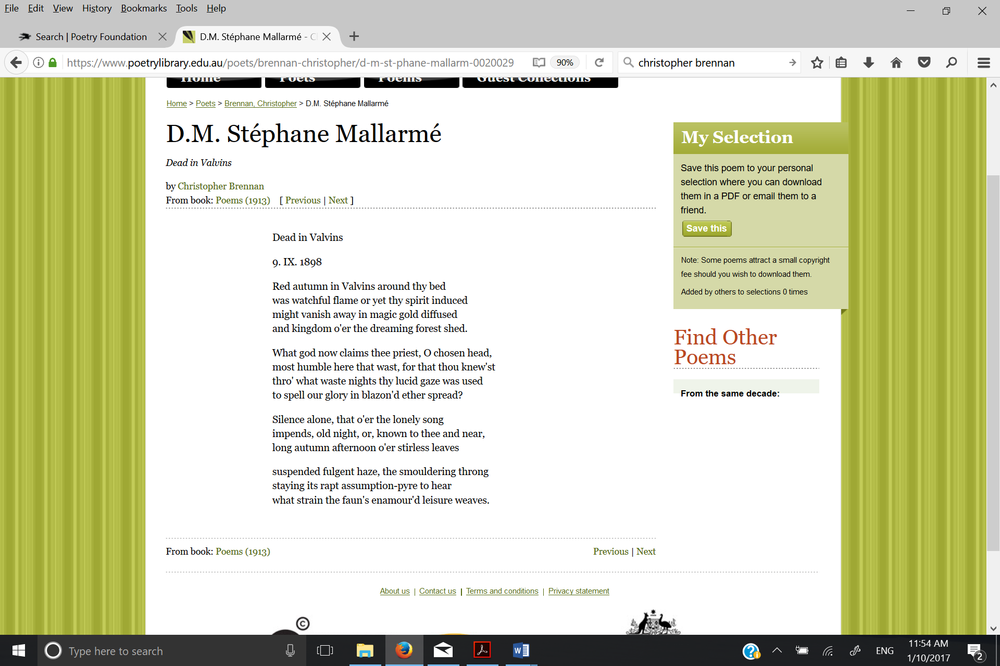 File Edit View History Bookmarks Tools Help
Search | Poetry Foundation
D.M. Stéphane Mallarmé - C
https://www.poetrylibrary.edu.au/poets/brennan-christopher/d-m-st-phane-mallarm-0020029
90%
christopher brennan
Home Poets Poems Guest Collections
Home > Poets > Brennan, Christopher > D.M. Stéphane Mallarmé
D.M. Stéphane Mallarmé
Dead in Valvins
by Christopher Brennan
From book: Poems (1913) [ Previous | Next ]
Dead in Valvins
9. IX. 1898
Red autumn in Valvins around thy bed
was watchful flame or yet thy spirit induced
might vanish away in magic gold diffused
and kingdom o'er the dreaming forest shed.
What god now claims thee priest, O chosen head,
most humble here that wast, for that thou knew'st
thro' what waste nights thy lucid gaze was used
to spell our glory in blazon'd ether spread?
Silence alone, that o'er the lonely song
impends, old night, or, known to thee and near,
long autumn afternoon o'er stirless leaves
suspended fulgent haze, the smouldering throng
staying its rapt assumption-pyre to hear
what strain the faun's enamour'd leisure weaves.
From book: Poems (1913)
Previous | Next
My Selection
Save this poem to your personal
selection where you can download
them in a PDF or email them to a
friend.
Save this
Note: Some poems attract a small copyright
fee should you wish to download them.
Added by others to selections 0 times
Find Other
Poems
From the same decade:
About us | Contact us | Terms and conditions | Privacy statement
©
Type here to search
ENG
11:54 AM
1/10/2017
2